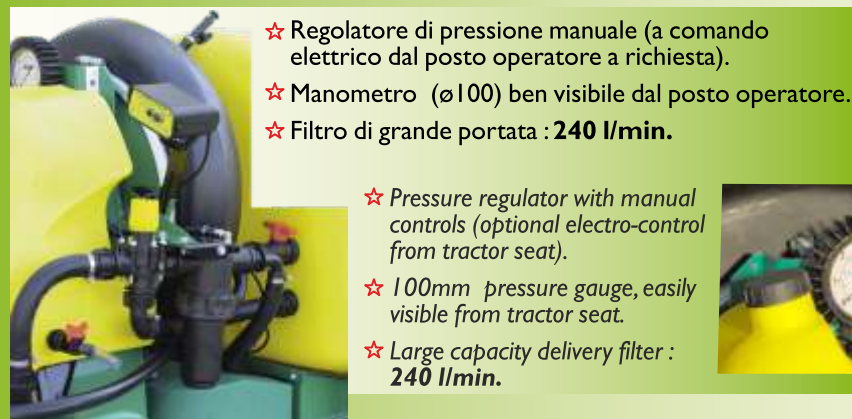 Regolatore di pressione manuale (a comando
elettrico dal posto operatore a richiesta).
Manometro (ø100) ben visibile dal posto operatore.
Filtro di grande portata : 240 l/min.
Pressure regulator with manual
controls (optional electro-control
from tractor seat).
100mm pressure gauge, easily
visible from tractor seat.
Large capacity delivery filter :
240 l/min.